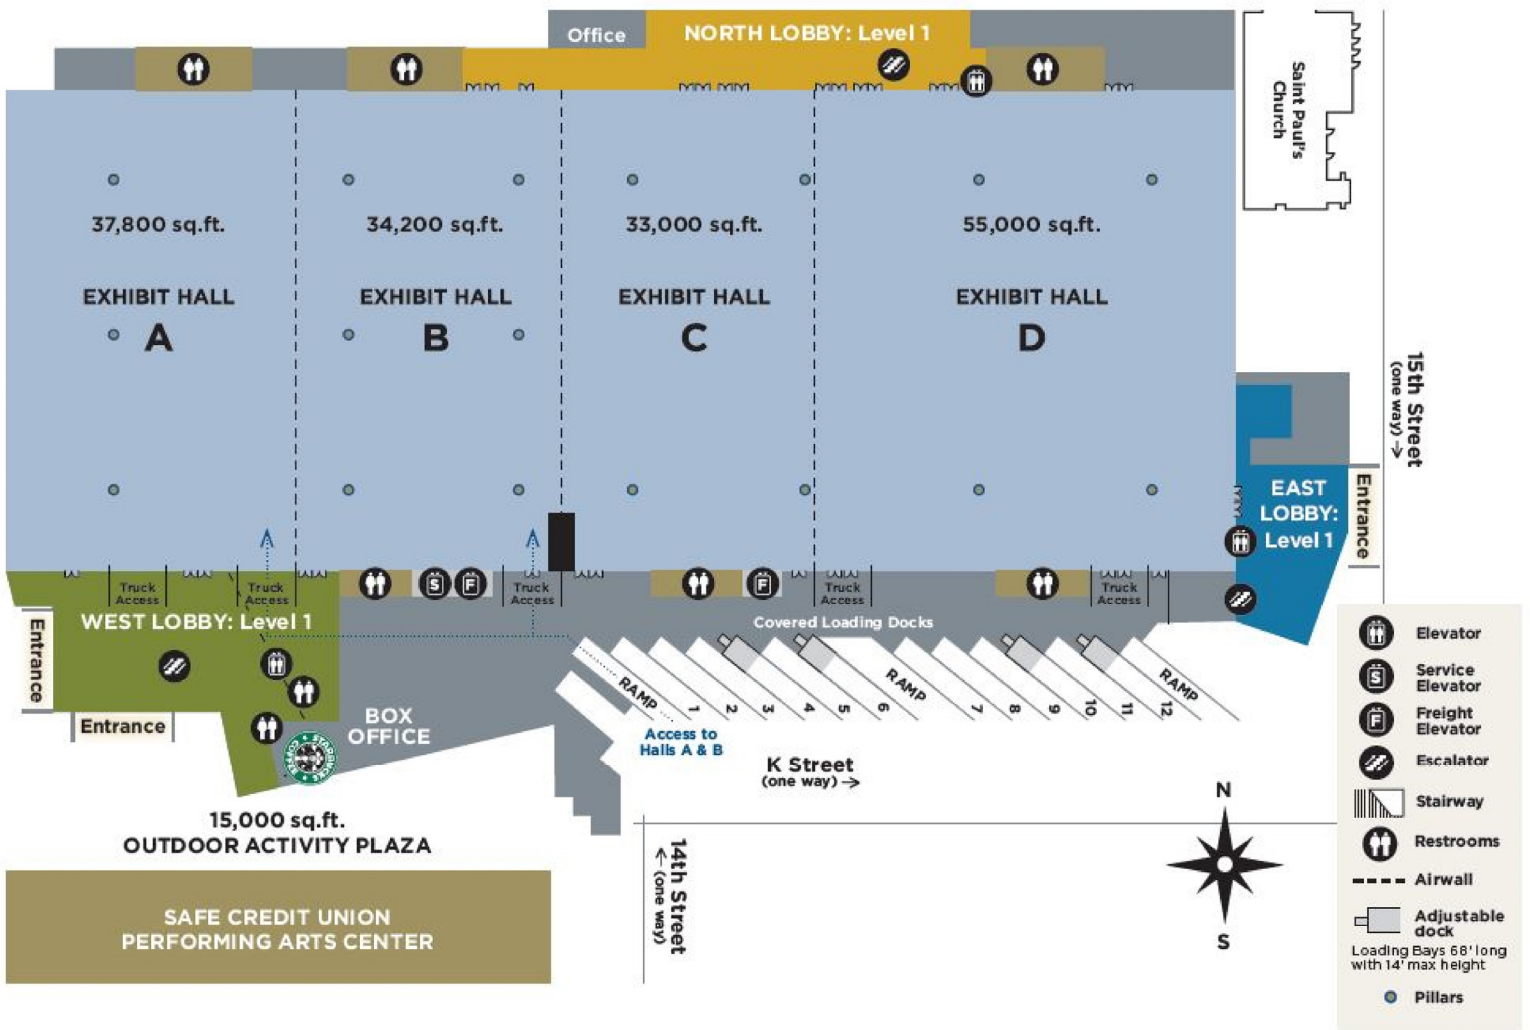 Office
NORTH LOBBY: Level 1
Saint Paul's
Church
37,800 sq.ft.
34,200 sq.ft.
33,000 sq.ft.
55,000 sq.ft.
EXHIBIT HALL
A
EXHIBIT HALL
B
EXHIBIT HALL
C
EXHIBIT HALL
D
15th Street
(one way)
EAST
LOBBY:
Level 1
Entrance
Truck
Access
Truck
Access
S
F
Truck
Access
F
Truck
Access
Truck
Access
WEST LOBBY: Level 1
Covered Loading Docks
Entrance
Entrance
BOX
OFFICE
STARBUCKS
COFFEE
RAMP
1
2
3
4
5
6
RAMP
7
8
9
10
11
12
RAMP
Access to
Halls A & B
K Street
(one way)
15,000 sq.ft.
OUTDOOR ACTIVITY PLAZA
14th Street
(one way)
SAFE CREDIT UNION
PERFORMING ARTS CENTER
N
S
Elevator
S
Service
Elevator
F
Freight
Elevator
Escalator
Stairway
Restrooms
Airwall
Adjustable
dock
Loading Bays 68' long
with 14' max height
Pillars